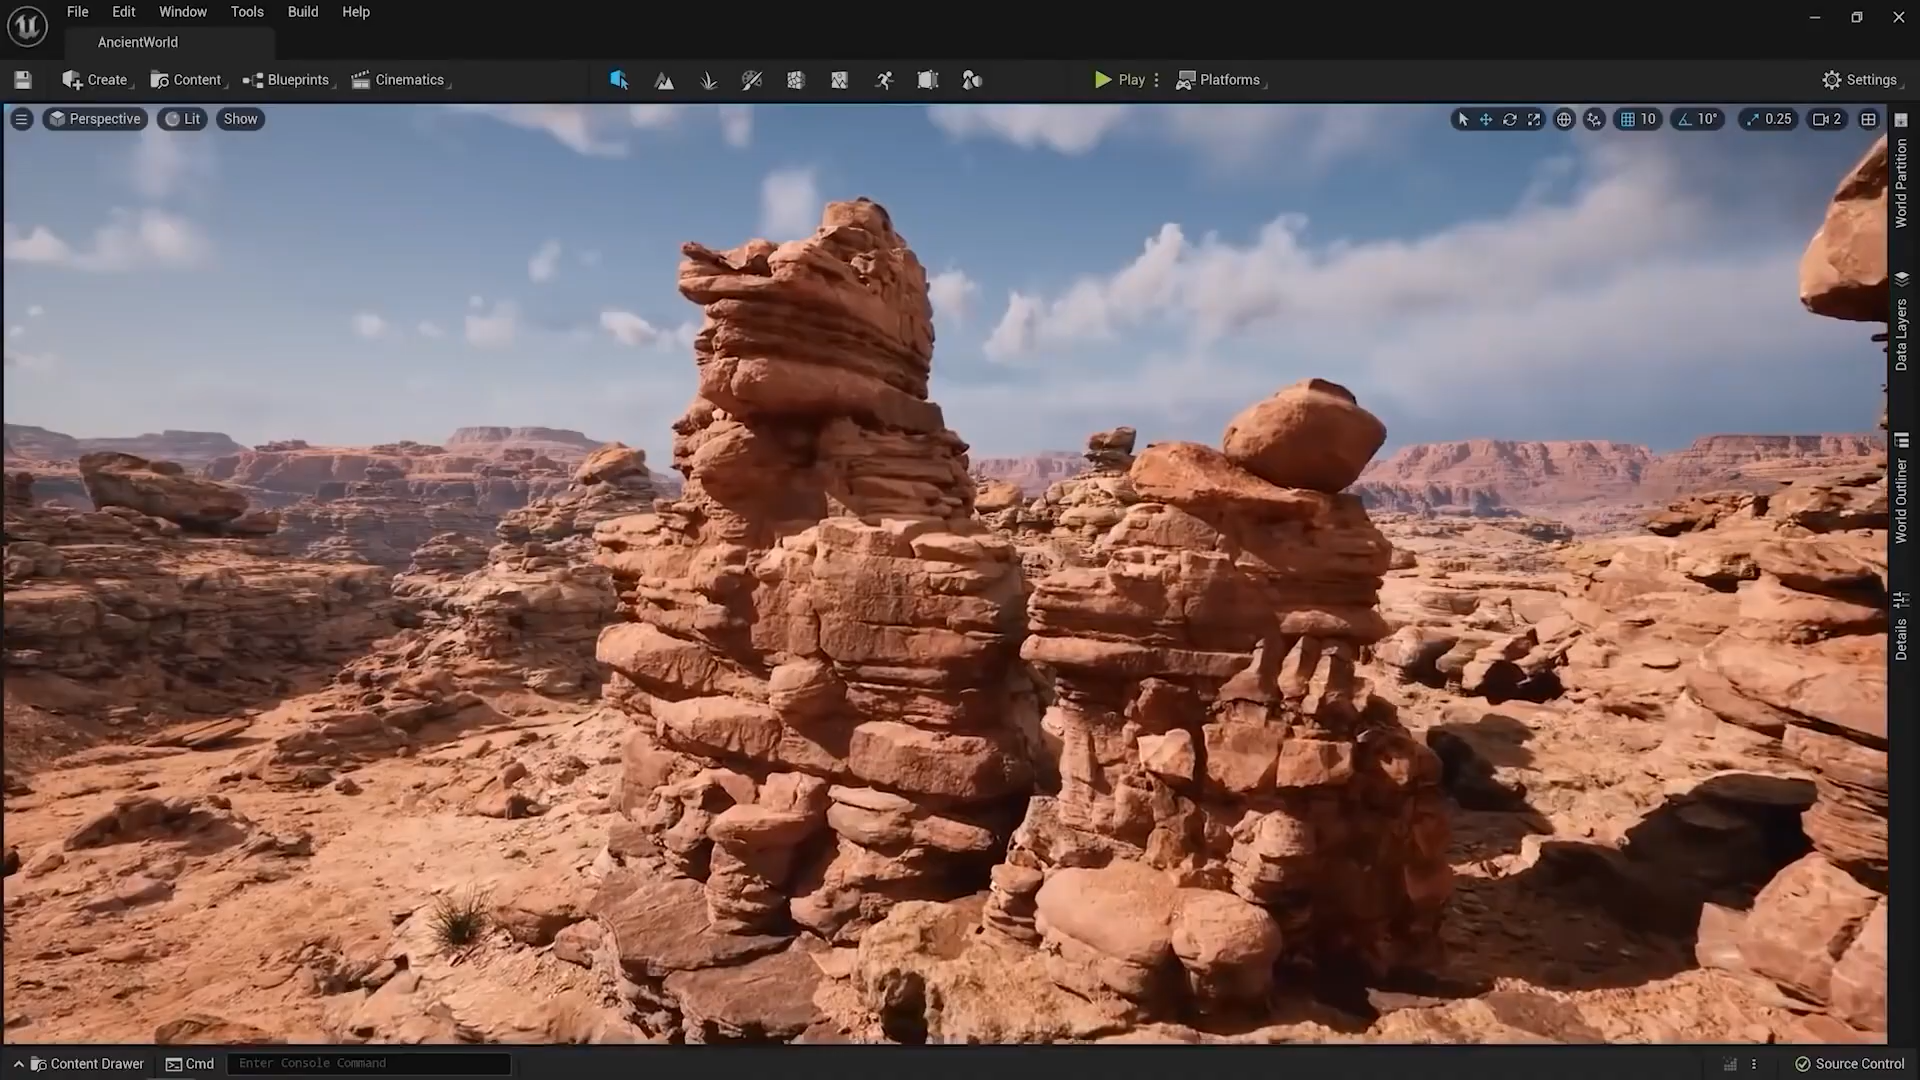 File Edit Window Tools Build Help
AncientWorld
Create Content Blueprints Cinematics Play Platforms Settings
Perspective Lit Show 10 10° 0.25 2
World Partition
Data Layers
World Outliner
Details
Content Drawer Cmd Enter Console Command Source Control